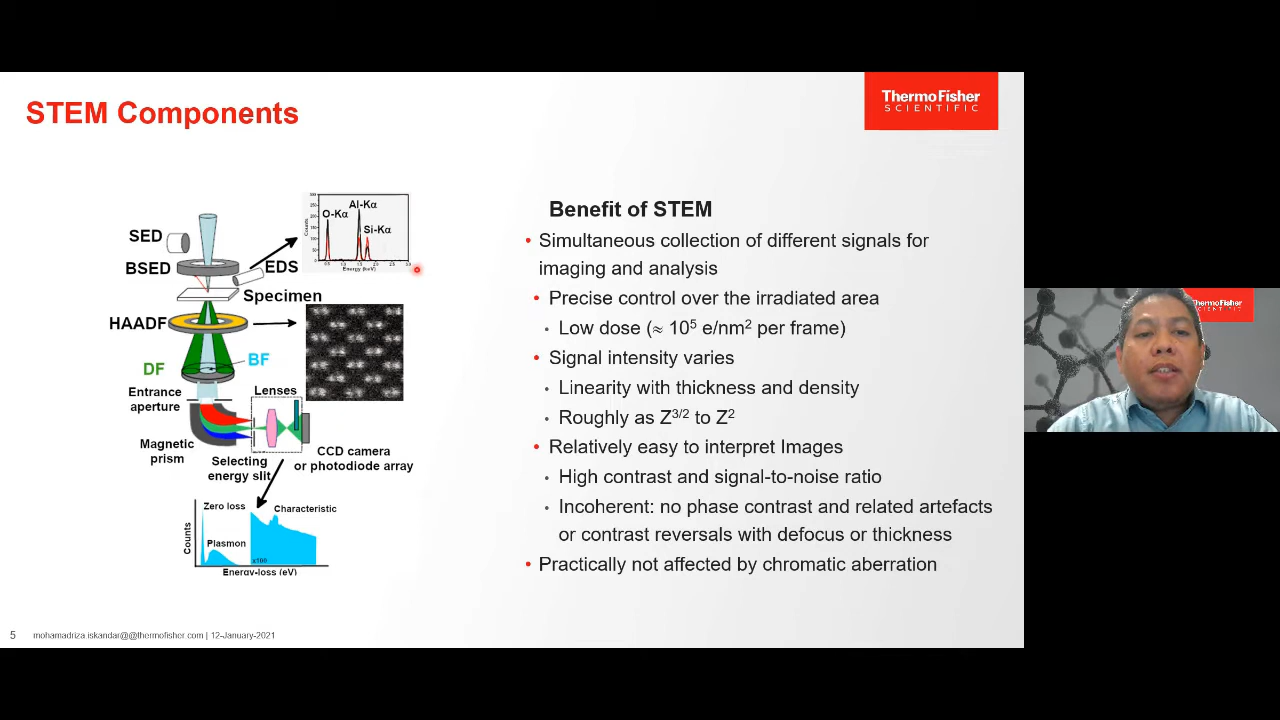 STEM Components
ThermoFisher
SCIENTIFIC
SED
BSED
EDS
Specimen
HAADF
DF
BF
Entrance
aperture
Lenses
Magnetic
prism
Selecting
energy slit
CCD camera
or photodiode array
O-Kα
Al-Kα
Si-Kα
Counts
Energy (keV)
Zero loss
Characteristic
Plasmon
x100
Counts
Energy-loss (eV)
Benefit of STEM
• Simultaneous collection of different signals for
imaging and analysis
• Precise control over the irradiated area
• Low dose (≈ 10⁵ e/nm² per frame)
• Signal intensity varies
• Linearity with thickness and density
• Roughly as Z³/² to Z²
• Relatively easy to interpret Images
• High contrast and signal-to-noise ratio
• Incoherent: no phase contrast and related artefacts
or contrast reversals with defocus or thickness
• Practically not affected by chromatic aberration
5 mohamadriza.iskandar@@thermofisher.com | 12-January-2021
ThermoFisher
SCIENTIFIC